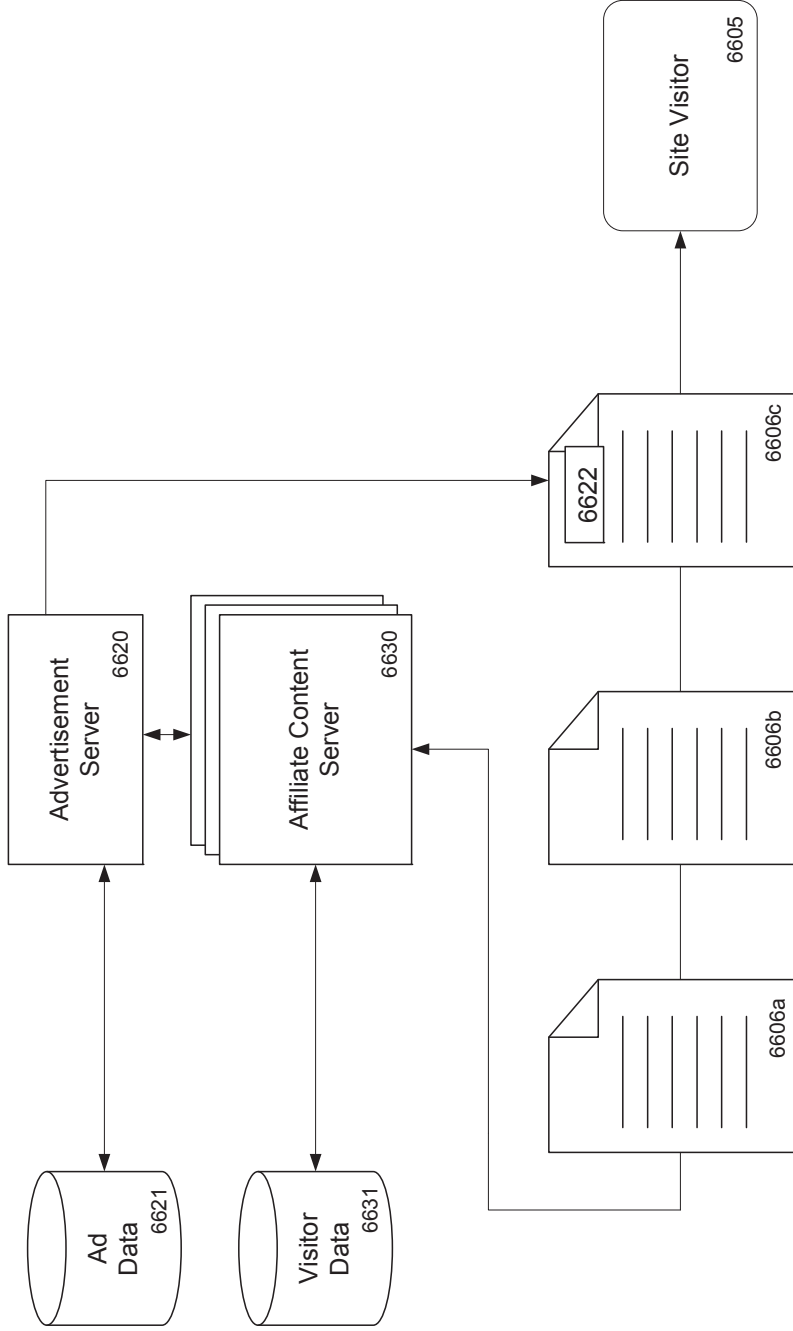 Ad
Data
6621
Advertisement
Server
6620
Visitor
Data
6631
Affiliate Content
Server
6630
6606a
6606b
6622
6606c
Site Visitor
6605